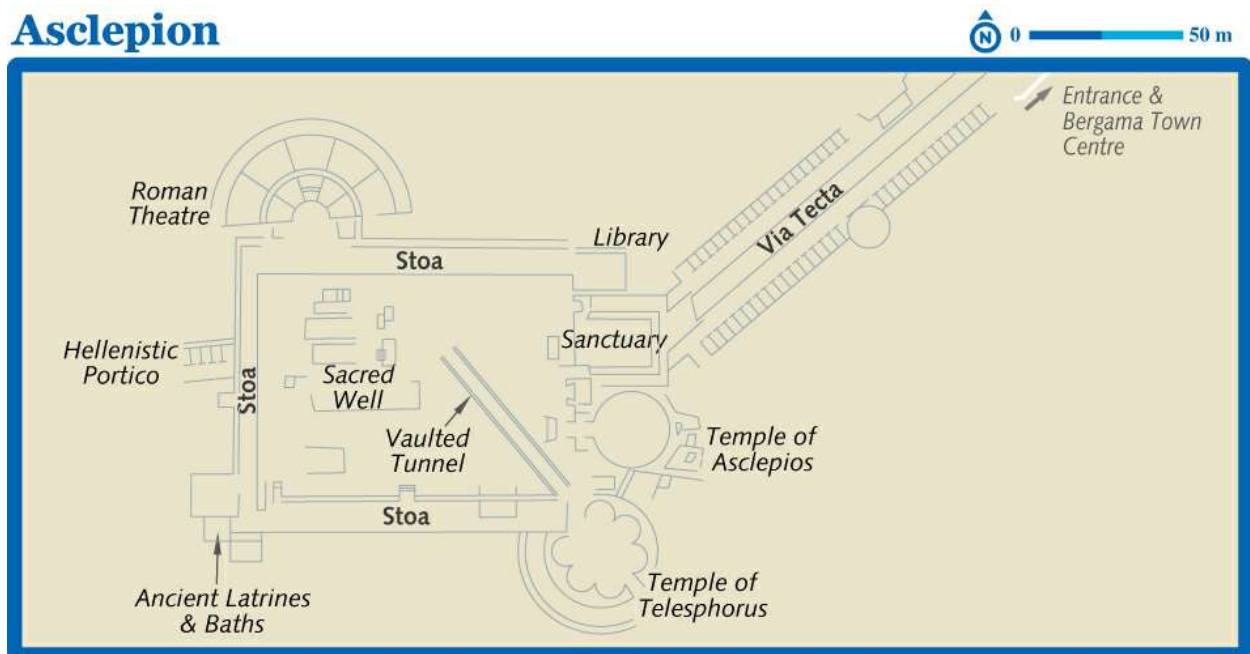 Asclepion
N 0 50 m
Entrance &
Bergama Town
Centre
Roman
Theatre
Via Tecta
Library
Stoa
Sanctuary
Hellenistic
Portico
Stoa
Sacred
Well
Vaulted
Tunnel
Temple of
Asclepios
Stoa
Ancient Latrines
& Baths
Temple of
Telesphorus